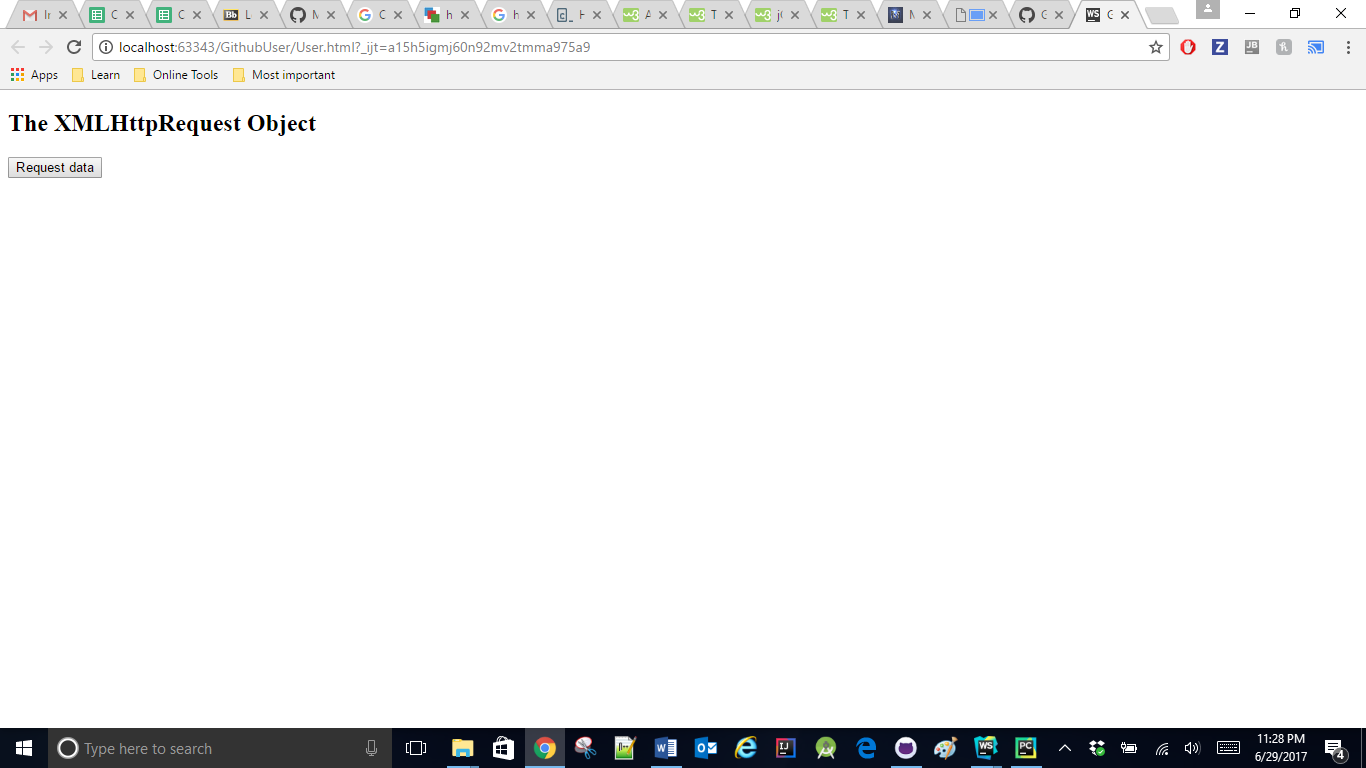 localhost:63343/GithubUser/User.html?_ijt=a15h5igmj60n92mv2tmma975a9
Apps Learn Online Tools Most important
The XMLHttpRequest Object
Request data
Type here to search
11:28 PM
6/29/2017
4